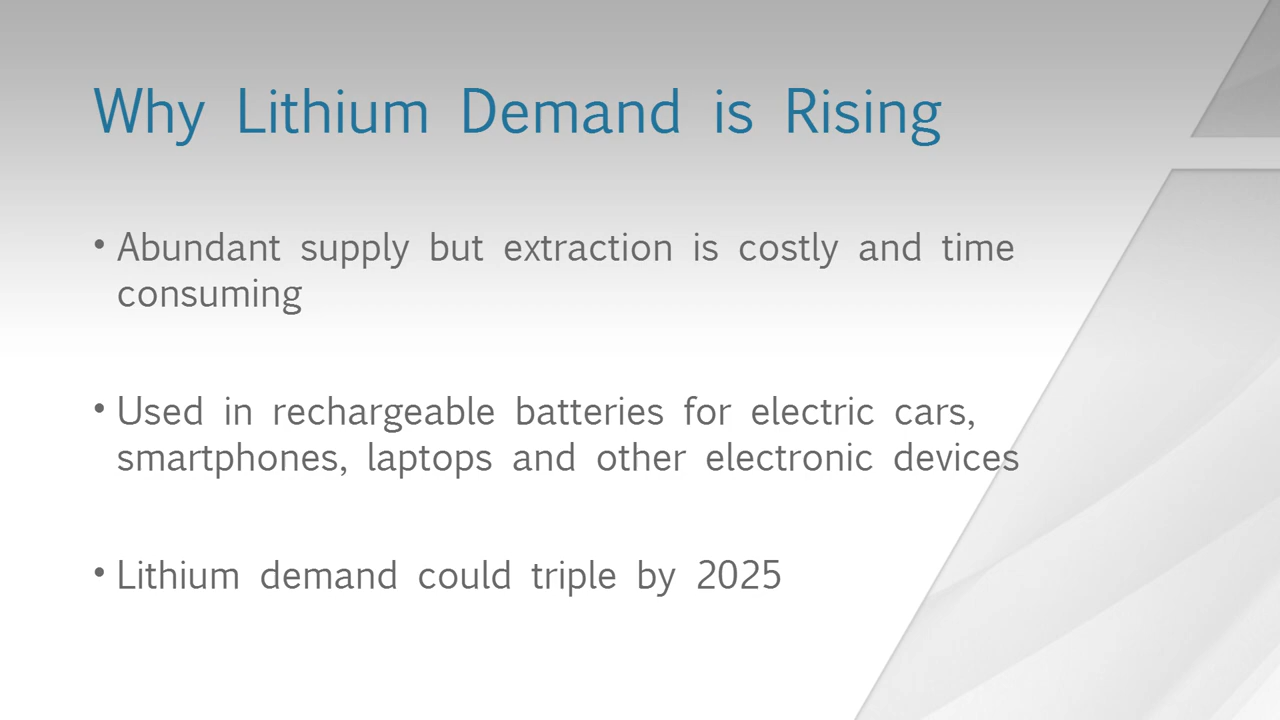 Why Lithium Demand is Rising
• Abundant supply but extraction is costly and time
consuming
• Used in rechargeable batteries for electric cars,
smartphones, laptops and other electronic devices
• Lithium demand could triple by 2025